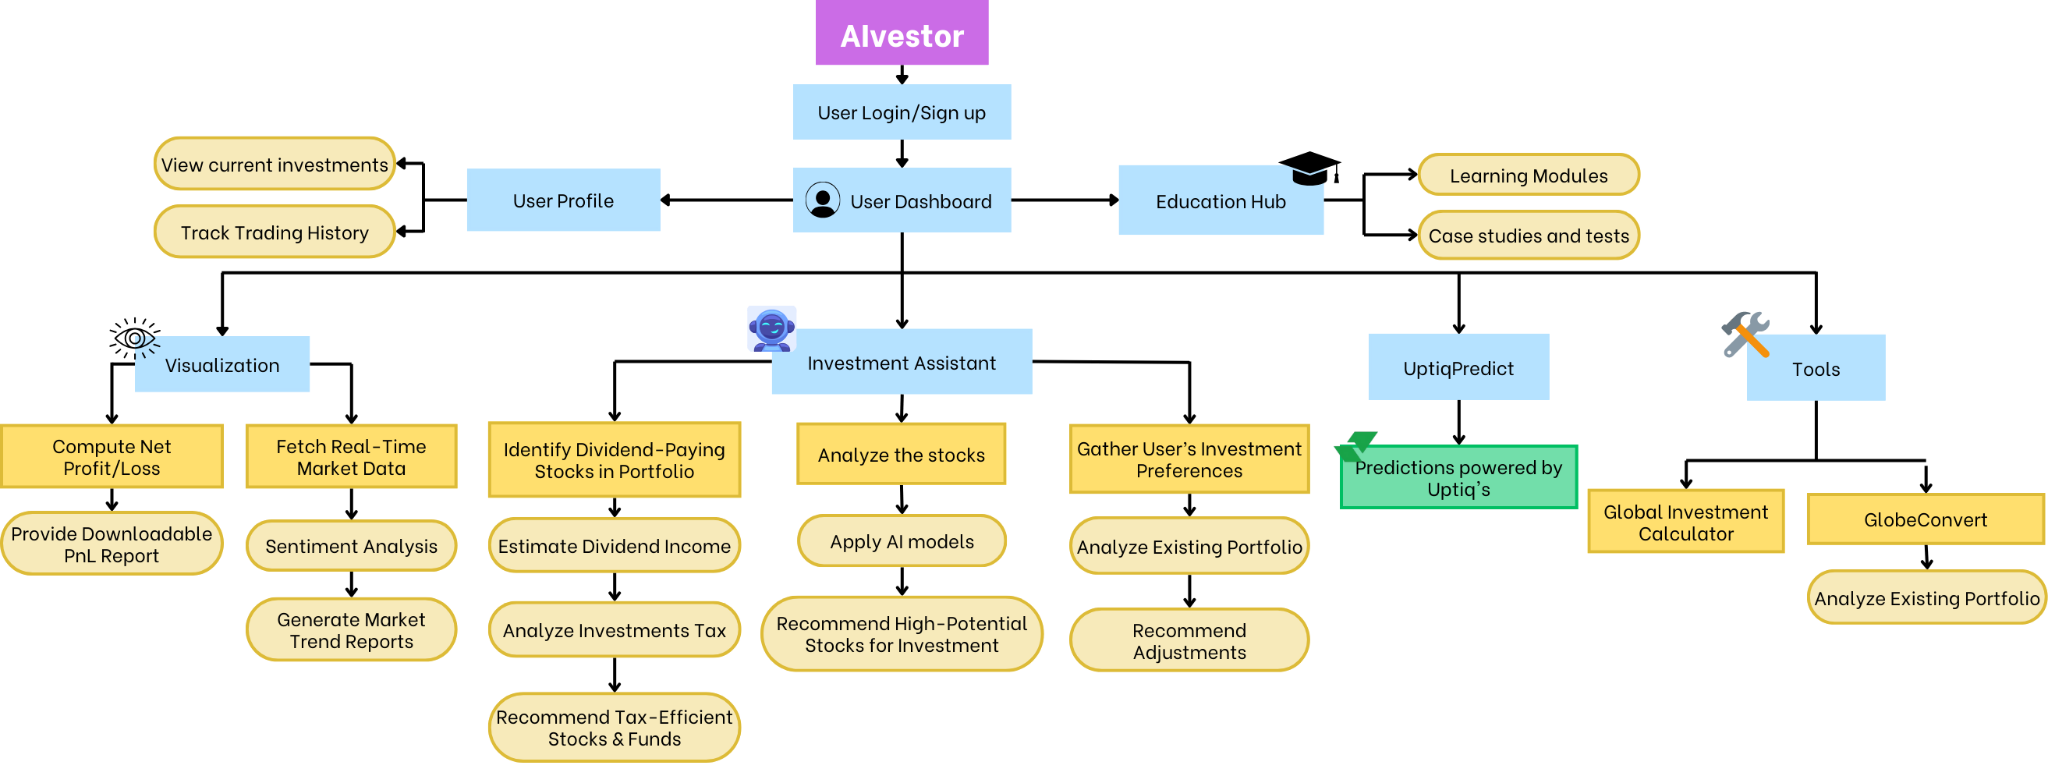 AIvestor
User Login/Sign up
User Dashboard
User Profile
View current investments
Track Trading History
Education Hub
Learning Modules
Case studies and tests
Visualization
Compute Net
Profit/Loss
Provide Downloadable
PnL Report
Fetch Real-Time
Market Data
Sentiment Analysis
Generate Market
Trend Reports
Investment Assistant
Identify Dividend-Paying
Stocks in Portfolio
Estimate Dividend Income
Analyze Investments Tax
Recommend Tax-Efficient
Stocks & Funds
Analyze the stocks
Apply AI models
Recommend High-Potential
Stocks for Investment
Gather User's Investment
Preferences
Analyze Existing Portfolio
Recommend
Adjustments
UptiqPredict
Predictions powered by
Uptiq's
Tools
Global Investment
Calculator
GlobeConvert
Analyze Existing Portfolio